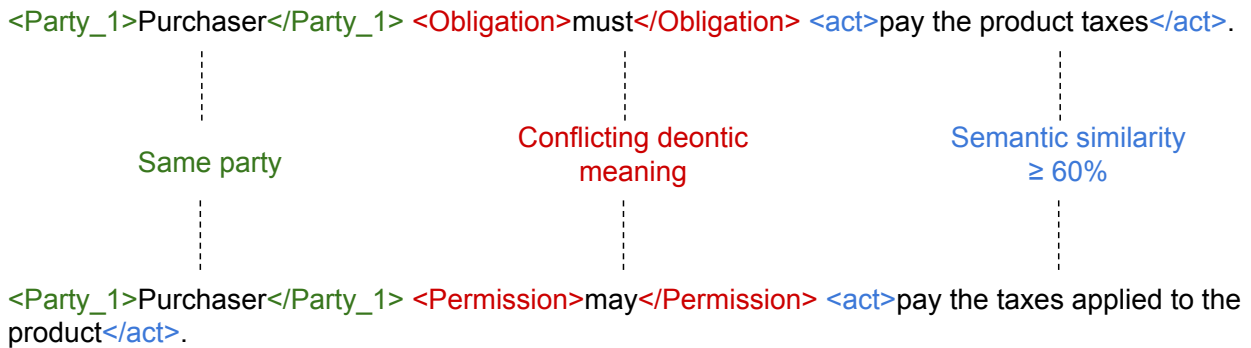 <Party_1>Purchaser</Party_1> <Obligation>must</Obligation> <act>pay the product taxes</act>.
Same party
Conflicting deontic
meaning
Semantic similarity
≥ 60%
<Party_1>Purchaser</Party_1> <Permission>may</Permission> <act>pay the taxes applied to the
product</act>.